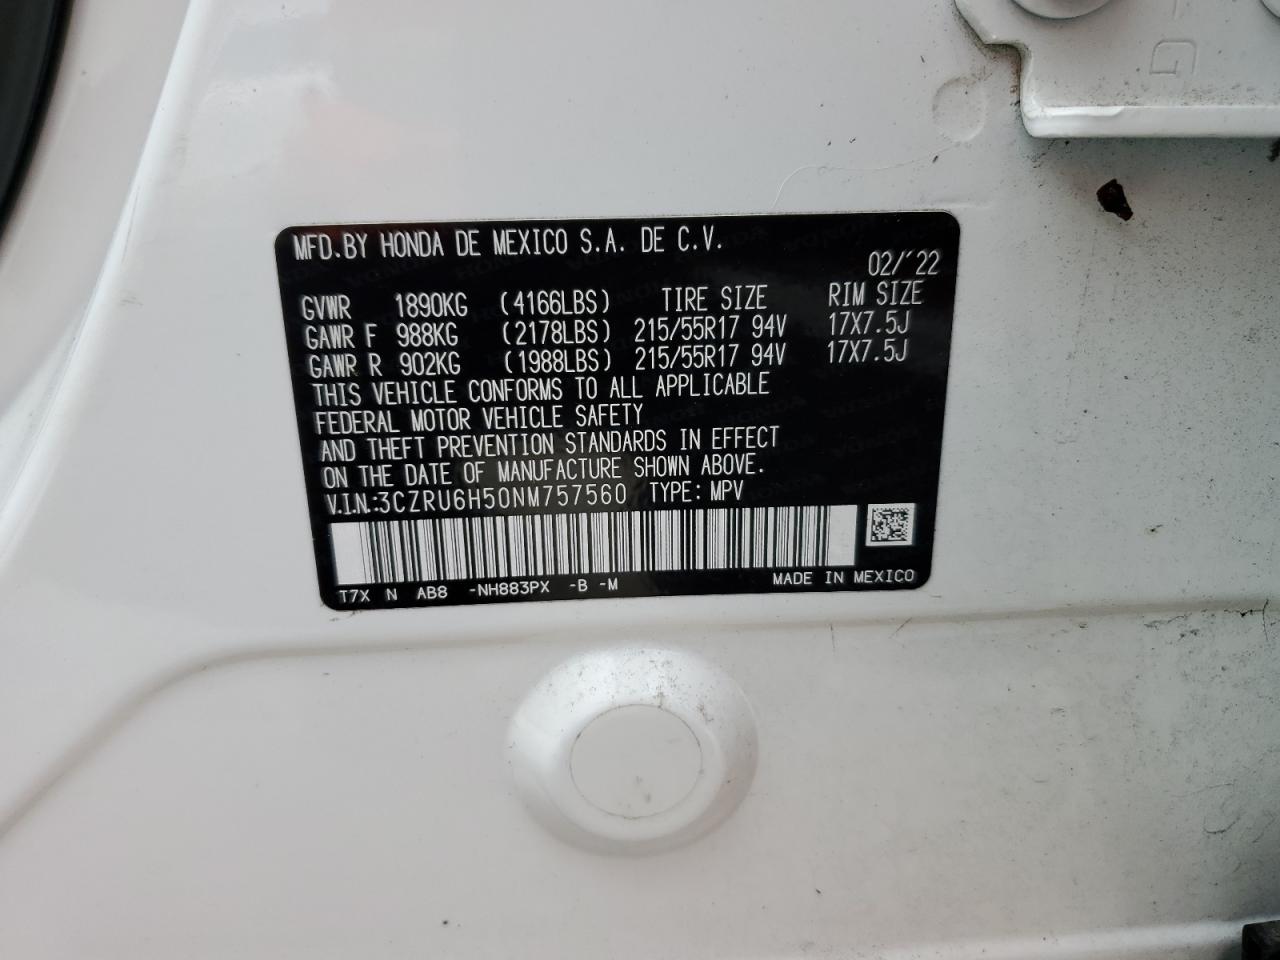 MFD.BY HONDA DE MEXICO S.A. DE C.V.
02/'22
GVWR 1890KG (4166LBS) TIRE SIZE RIM SIZE
GAWR F 988KG (2178LBS) 215/55R17 94V 17X7.5J
GAWR R 902KG (1988LBS) 215/55R17 94V 17X7.5J
THIS VEHICLE CONFORMS TO ALL APPLICABLE
FEDERAL MOTOR VEHICLE SAFETY
AND THEFT PREVENTION STANDARDS IN EFFECT
ON THE DATE OF MANUFACTURE SHOWN ABOVE.
V.I.N.:3CZRU6H50NM757560 TYPE: MPV
T7X N AB8 -NH883PX -B -M MADE IN MEXICO